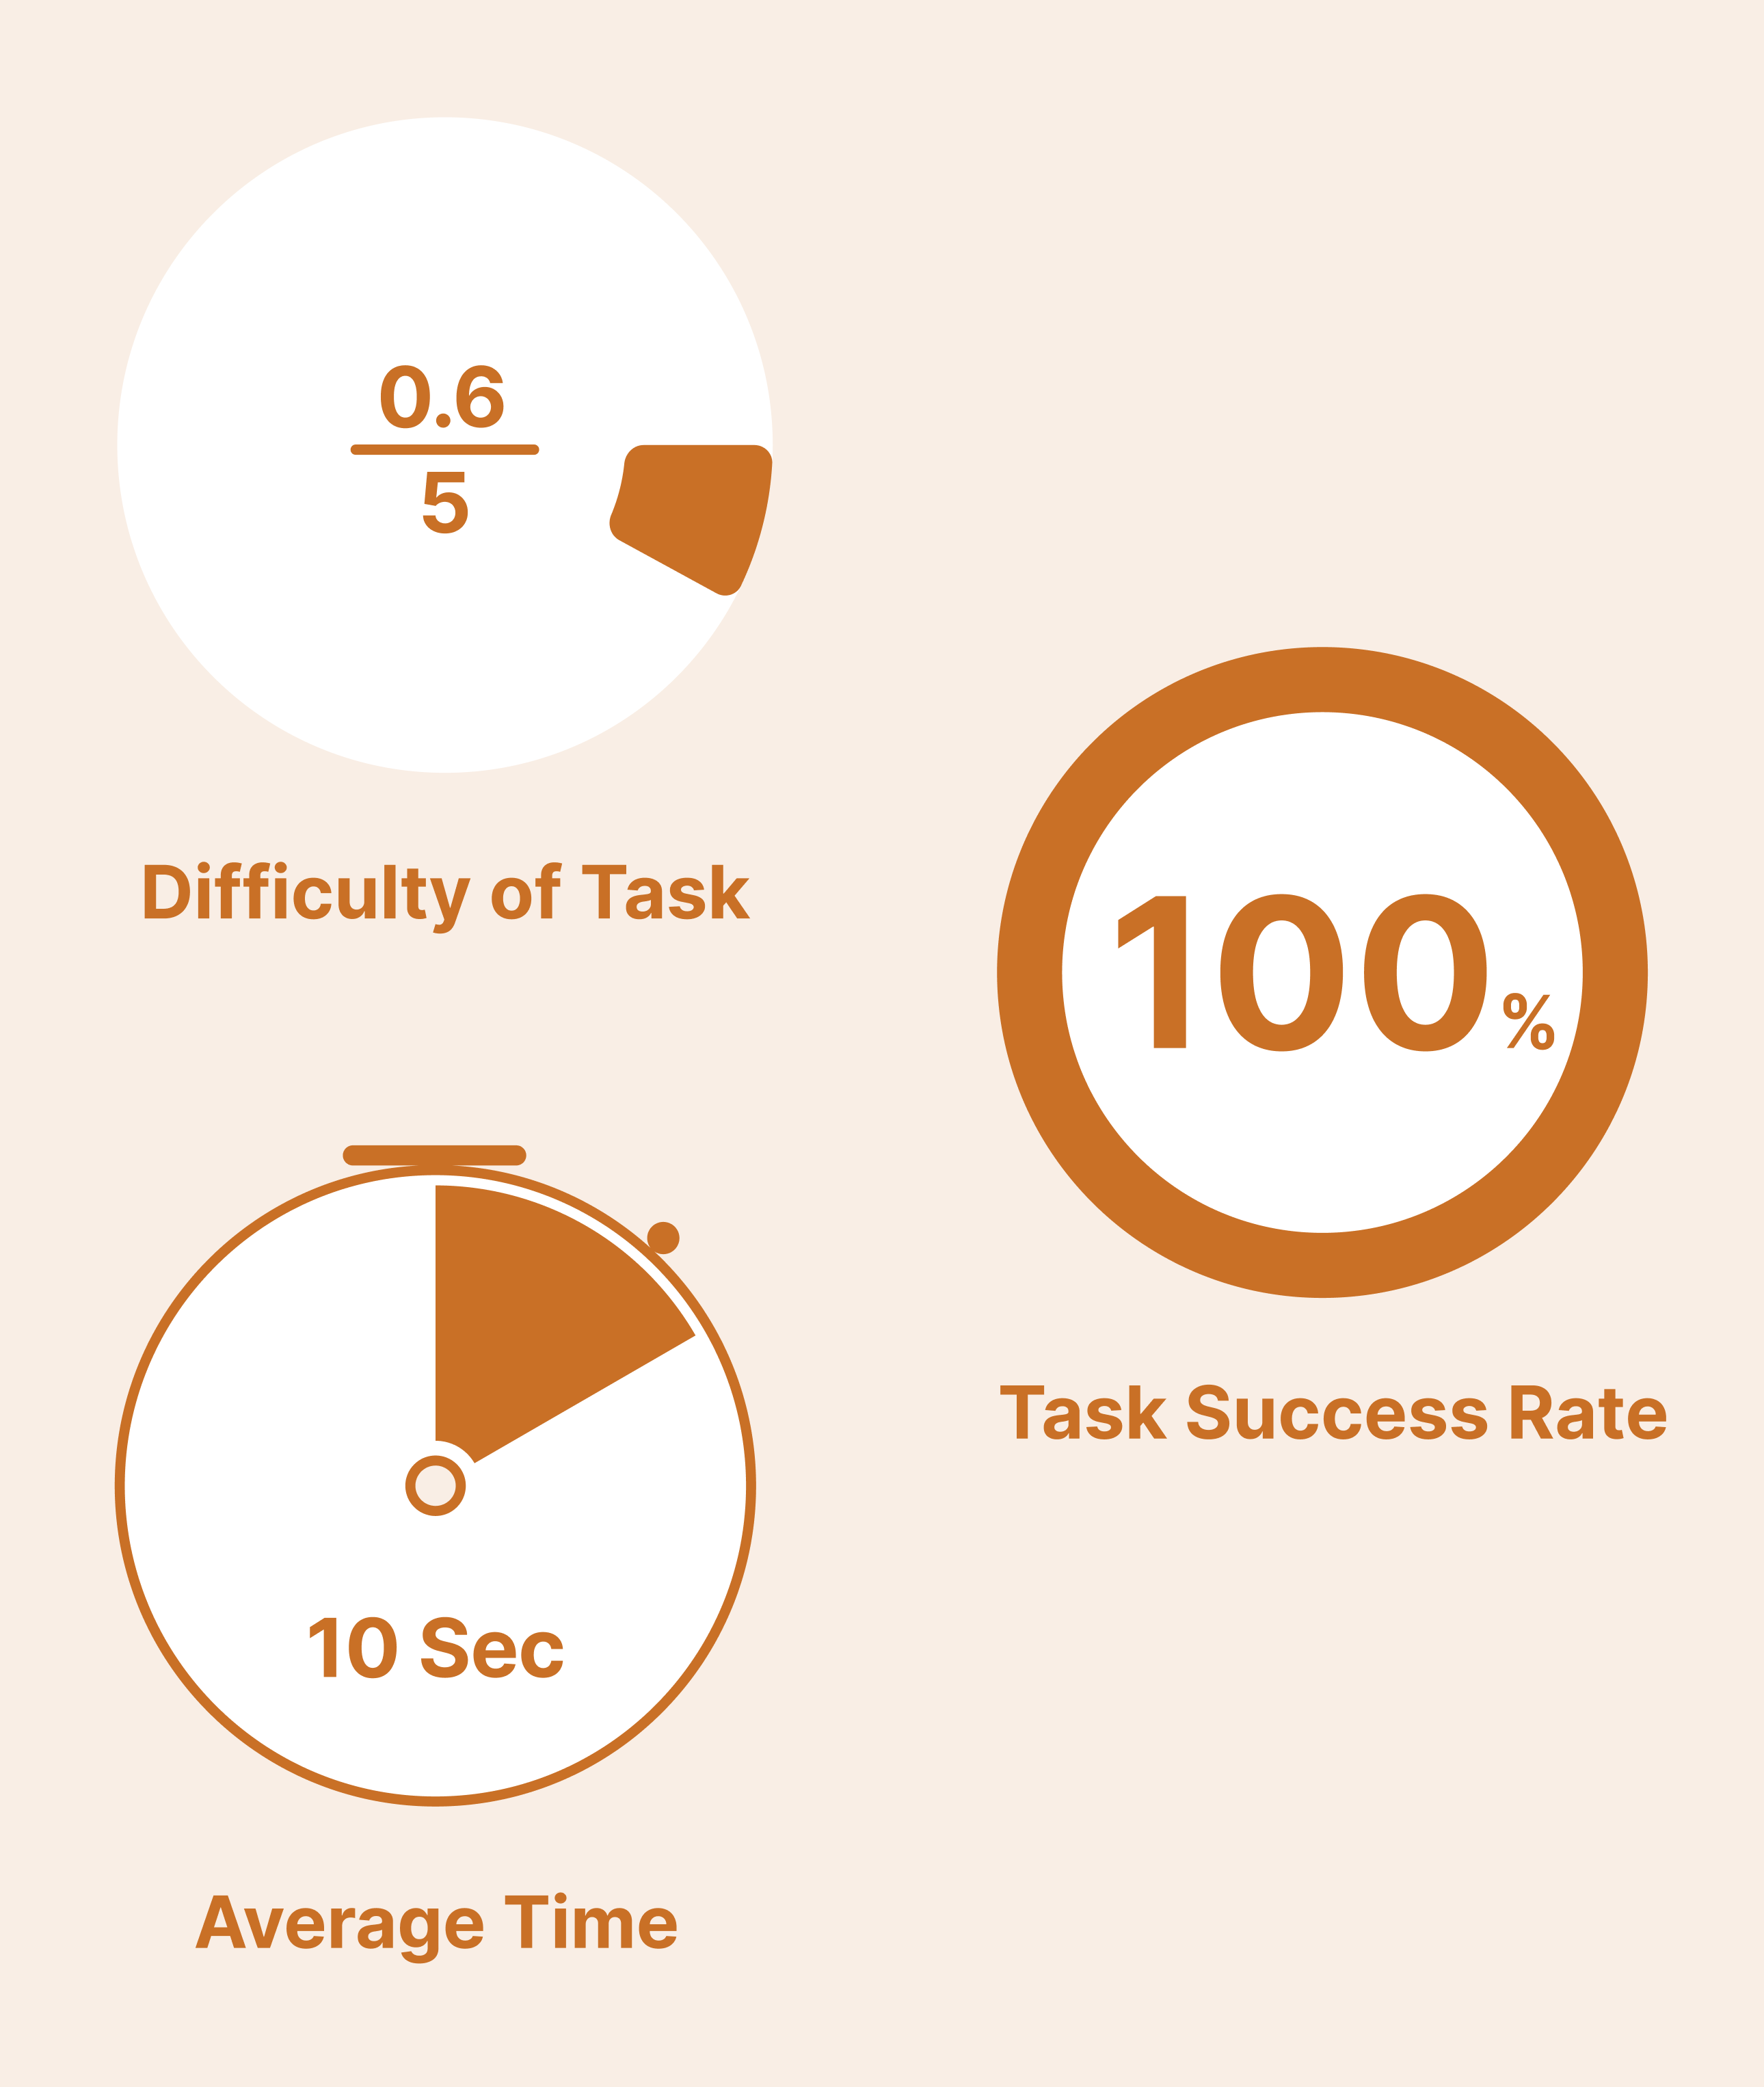 0.6
5
Difficulty of Task
100%
Task Success Rate
10 Sec
Average Time